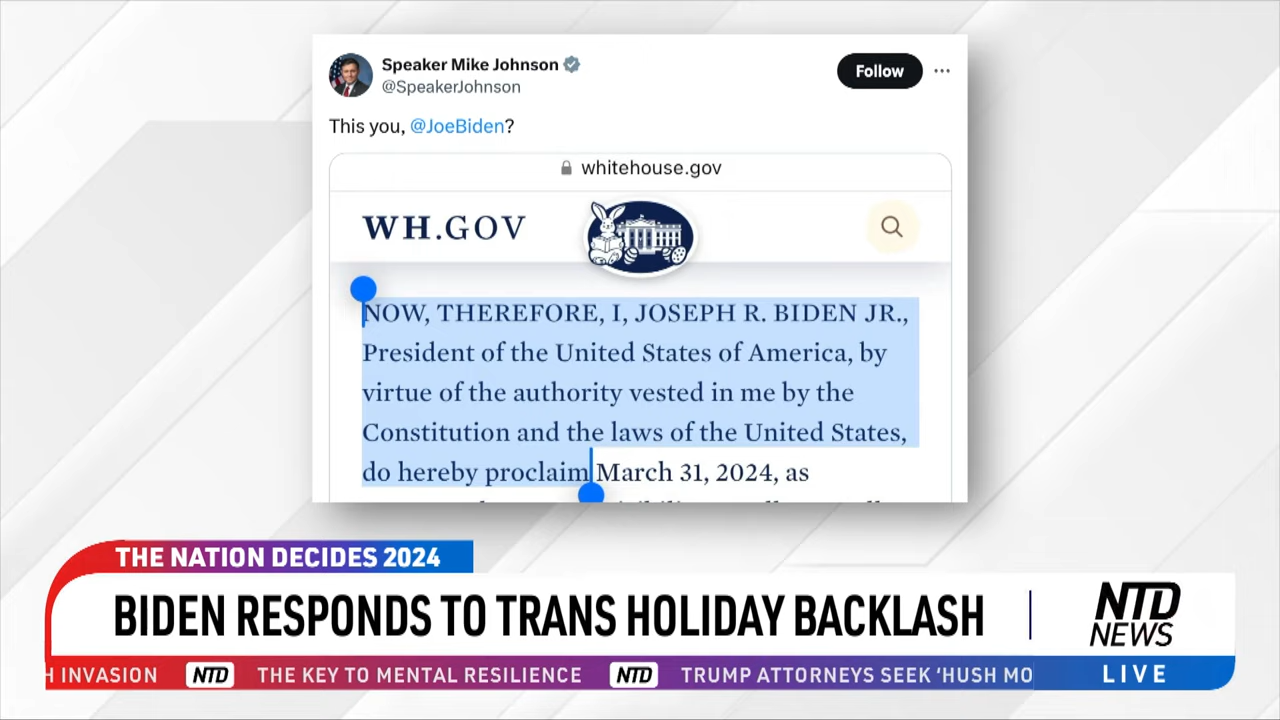 Speaker Mike Johnson
@SpeakerJohnson
Follow
This you, @JoeBiden?
whitehouse.gov
WH.GOV
NOW, THEREFORE, I, JOSEPH R. BIDEN JR.,
President of the United States of America, by
virtue of the authority vested in me by the
Constitution and the laws of the United States,
do hereby proclaim March 31, 2024, as
THE NATION DECIDES 2024
BIDEN RESPONDS TO TRANS HOLIDAY BACKLASH
NTD
NEWS
H INVASION NTD THE KEY TO MENTAL RESILIENCE NTD TRUMP ATTORNEYS SEEK ‘HUSH MO
LIVE